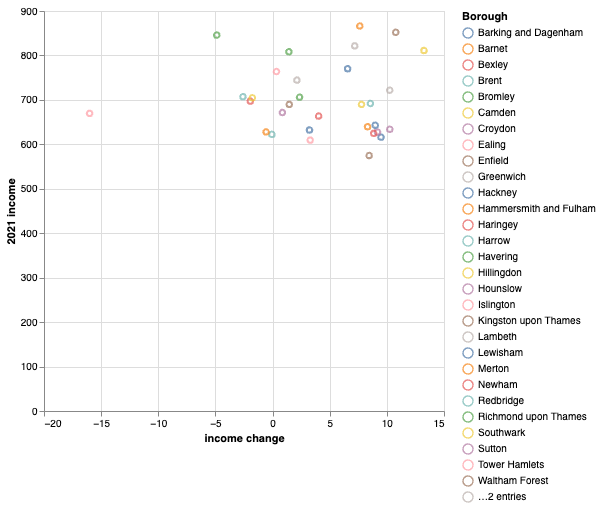 Borough
Barking and Dagenham
Barnet
Bexley
Brent
Bromley
Camden
Croydon
Ealing
Enfield
Greenwich
Hackney
Hammersmith and Fulham
Haringey
Harrow
Havering
Hillingdon
Hounslow
Islington
Kingston upon Thames
Lambeth
Lewisham
Merton
Newham
Redbridge
Richmond upon Thames
Southwark
Sutton
Tower Hamlets
Waltham Forest
…2 entries
2021 income
900
800
700
600
500
400
300
200
100
0
−20 −15 −10 −5 0 5 10 15
income change